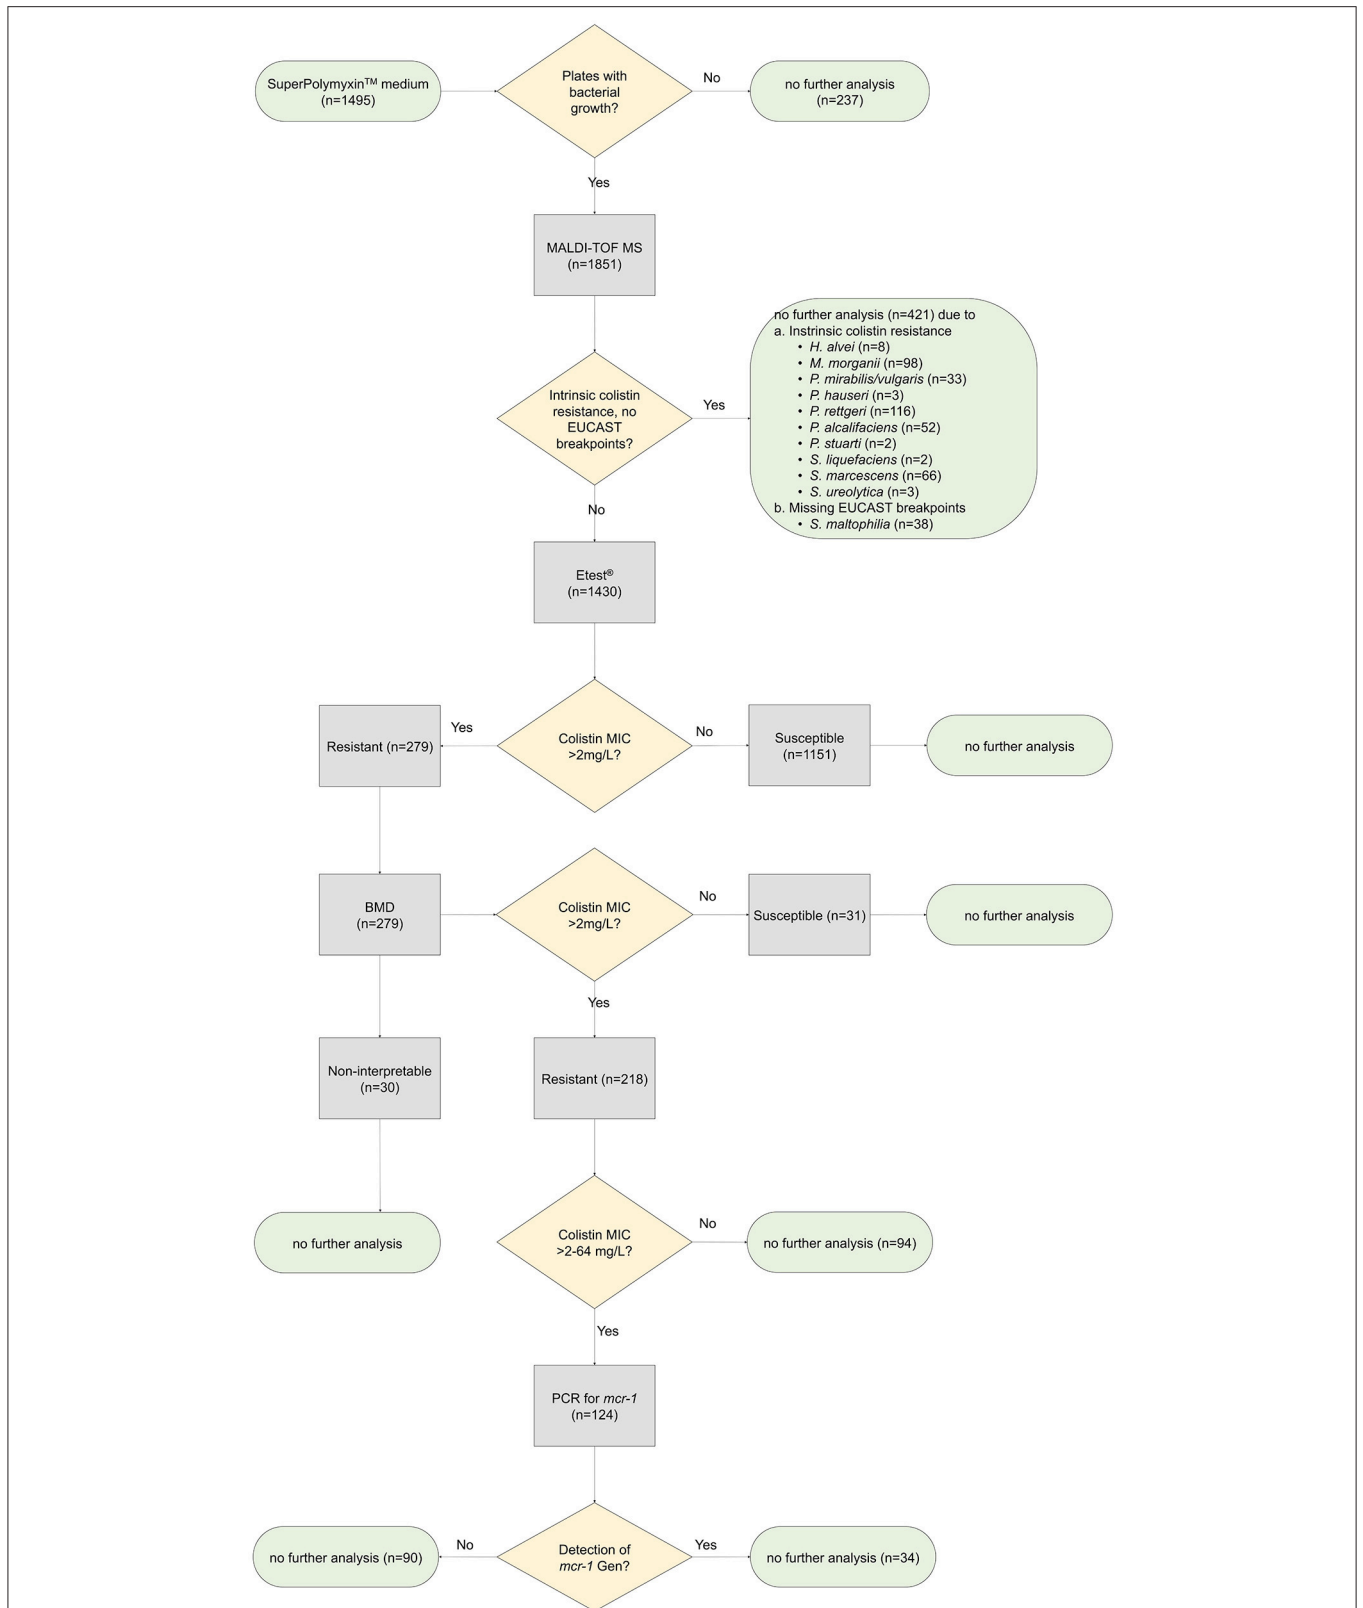 SuperPolymyxin™ medium
(n=1495)
Plates with
bacterial
growth?
No
no further analysis
(n=237)
Yes
MALDI-TOF MS
(n=1851)
Intrinsic colistin
resistance, no
EUCAST
breakpoints?
Yes
no further analysis (n=421) due to
a. Instrinsic colistin resistance
• H. alvei (n=8)
• M. morganii (n=98)
• P. mirabilis/vulgaris (n=33)
• P. hauseri (n=3)
• P. rettgeri (n=116)
• P. alcalifaciens (n=52)
• P. stuarti (n=2)
• S. liquefaciens (n=2)
• S. marcescens (n=66)
• S. ureolytica (n=3)
b. Missing EUCAST breakpoints
• S. maltophilia (n=38)
No
Etest®
(n=1430)
Resistant (n=279)
Yes
Colistin MIC
>2mg/L?
No
Susceptible
(n=1151)
no further analysis
BMD
(n=279)
Colistin MIC
>2mg/L?
No
Susceptible (n=31)
no further analysis
Yes
Non-interpretable
(n=30)
Resistant (n=218)
no further analysis
Colistin MIC
>2-64 mg/L?
No
no further analysis (n=94)
Yes
PCR for mcr-1
(n=124)
no further analysis (n=90)
No
Detection of
mcr-1 Gen?
Yes
no further analysis (n=34)